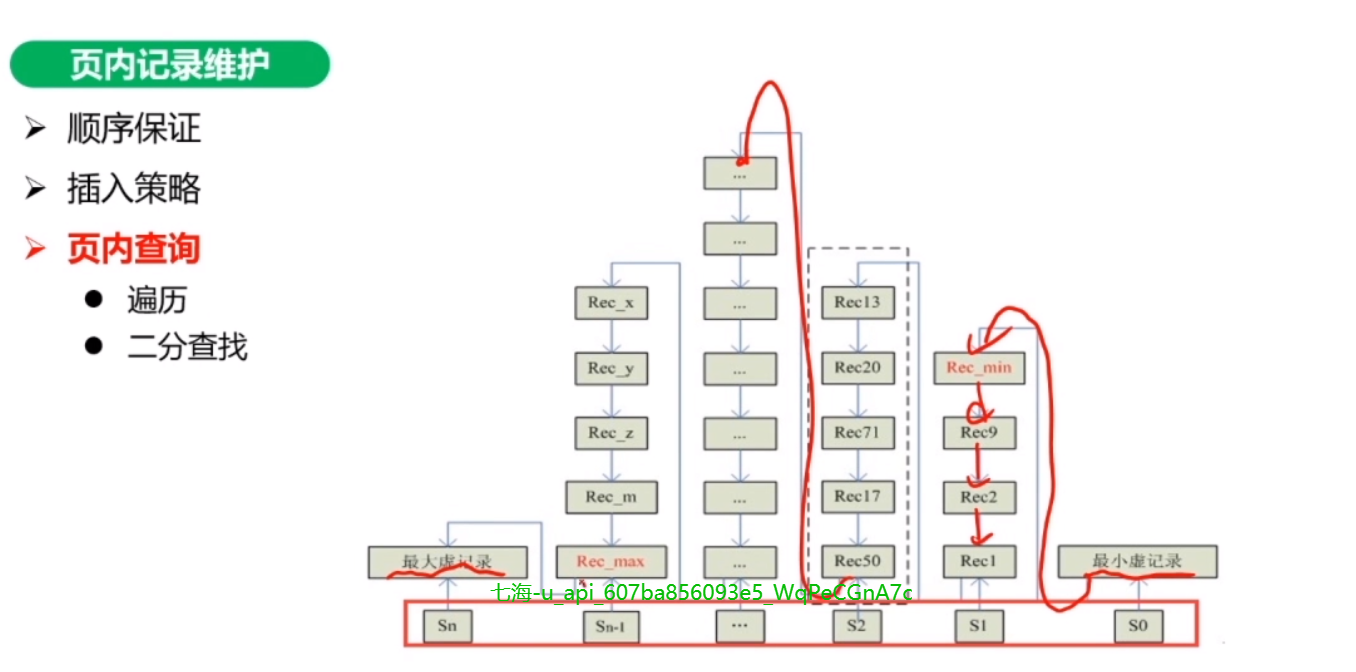 页内记录维护
顺序保证
插入策略
页内查询
遍历
二分查找
...
...
Rec_x ... Rec13
Rec_y ... Rec20 Rec_min
Rec_z ... Rec71 Rec9
Rec_m ... Rec17 Rec2
最大虚记录 Rec_max ... Rec50 Rec1 最小虚记录
七海-u_api_607ba856093e5_WqPeCGnA7c
Sn Sn-1 ... S2 S1 S0